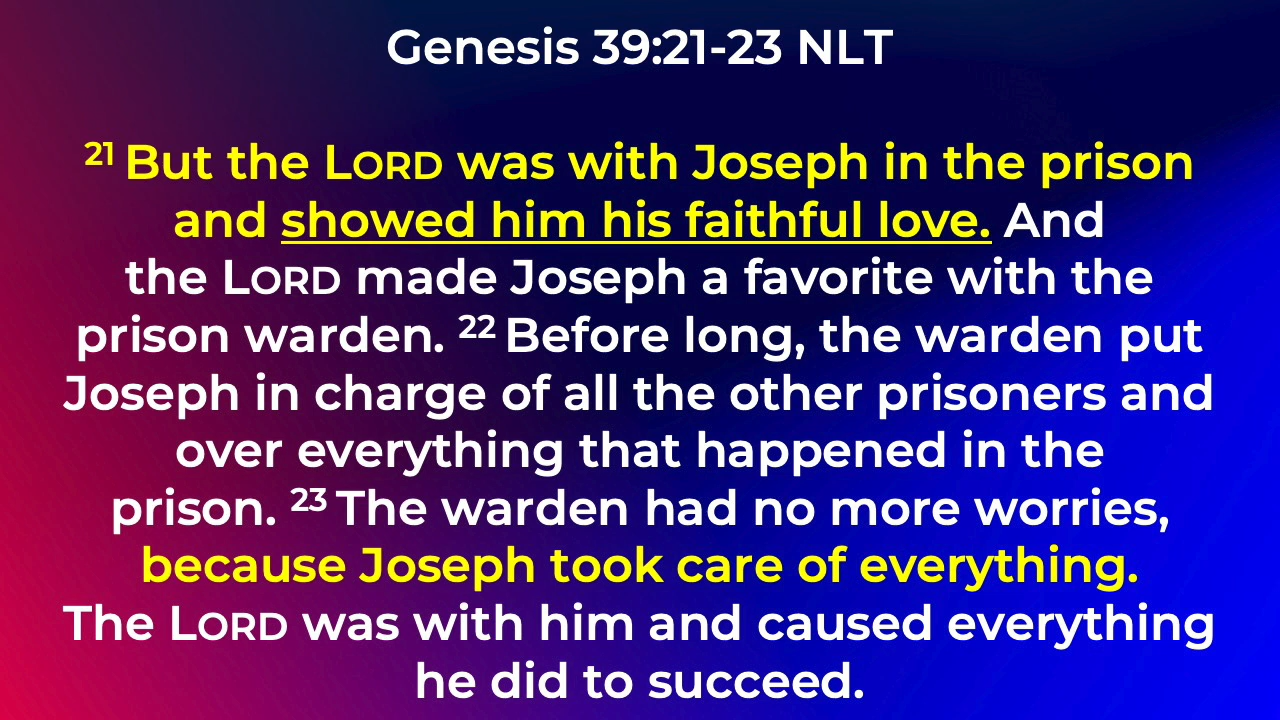 Genesis 39:21-23 NLT
21 But the LORD was with Joseph in the prison
and showed him his faithful love. And
the LORD made Joseph a favorite with the
prison warden. 22 Before long, the warden put
Joseph in charge of all the other prisoners and
over everything that happened in the
prison. 23 The warden had no more worries,
because Joseph took care of everything.
The LORD was with him and caused everything
he did to succeed.